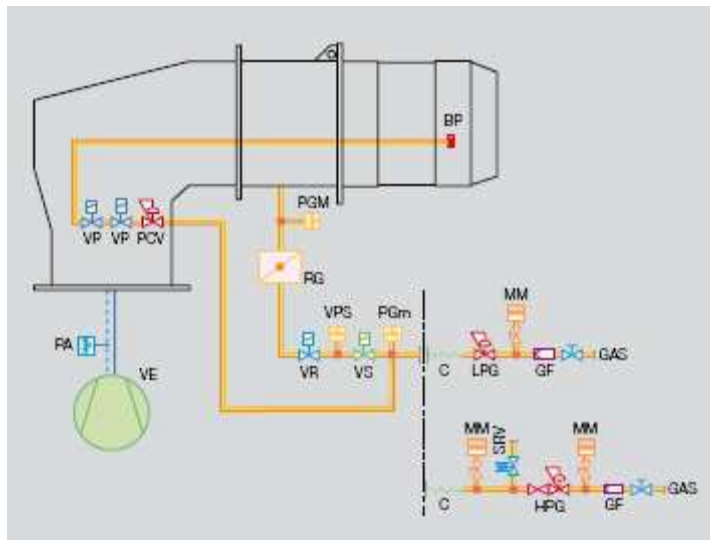 BP
PGM
VP VP PCV
RG
MM
VPS PGm
PA
GAS
VR VS C LPG GF
VE
MM SRV MM
GAS
C HPG GF